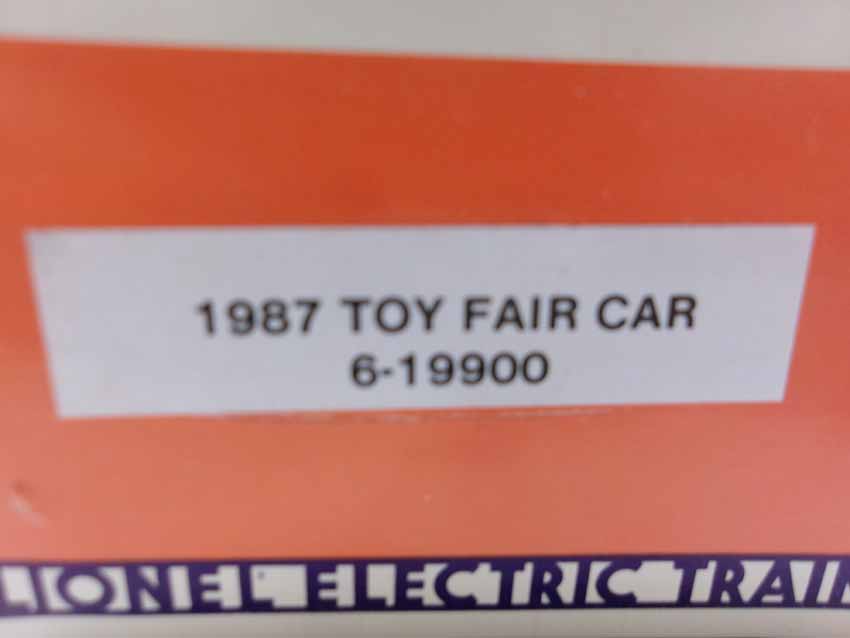 1987 TOY FAIR CAR
6-19900
LIONEL ELECTRIC TRAIN